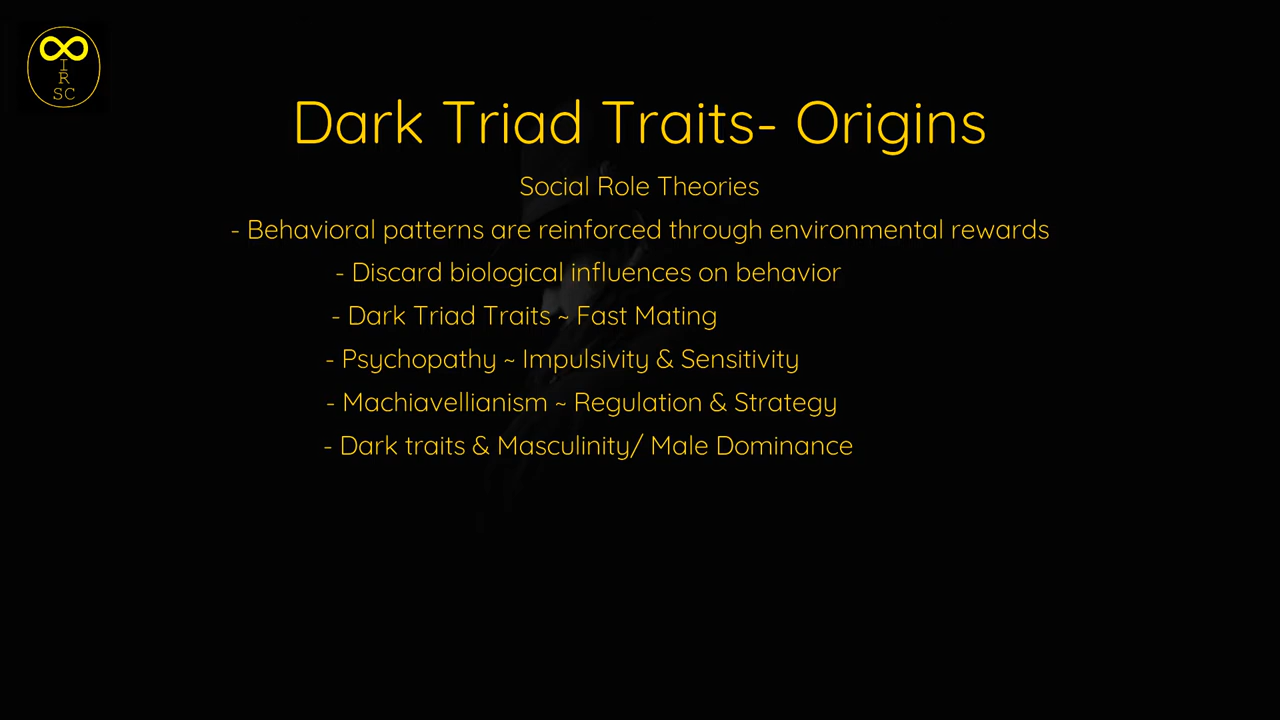 ∞
I
R
SC
Dark Triad Traits- Origins
Social Role Theories
- Behavioral patterns are reinforced through environmental rewards
- Discard biological influences on behavior
- Dark Triad Traits ~ Fast Mating
- Psychopathy ~ Impulsivity & Sensitivity
- Machiavellianism ~ Regulation & Strategy
- Dark traits & Masculinity/ Male Dominance